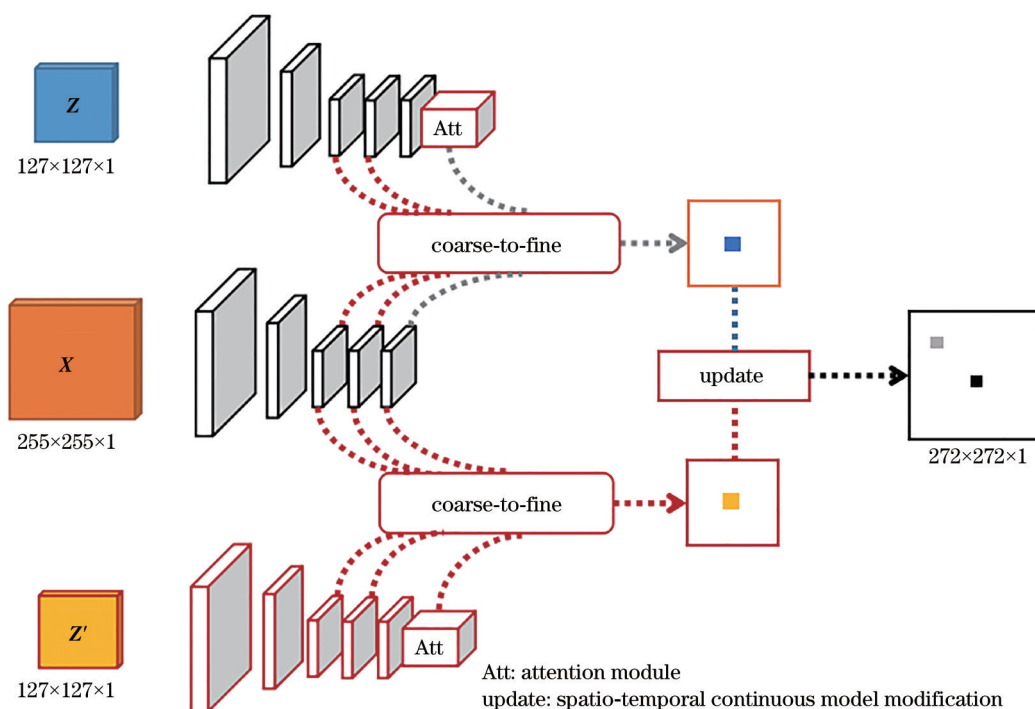 Z
127×127×1
Att
coarse-to-fine
X
255×255×1
update
272×272×1
coarse-to-fine
Z′
127×127×1
Att
Att: attention module
update: spatio-temporal continuous model modification